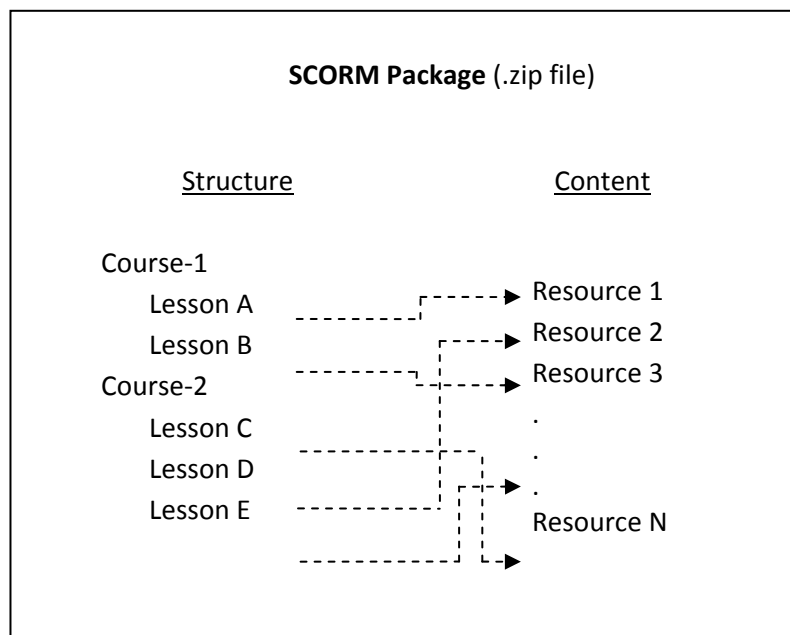 SCORM Package (.zip file)
Structure
Content
Course-1
Lesson A
Lesson B
Course-2
Lesson C
Lesson D
Lesson E
Resource 1
Resource 2
Resource 3
.
.
.
Resource N